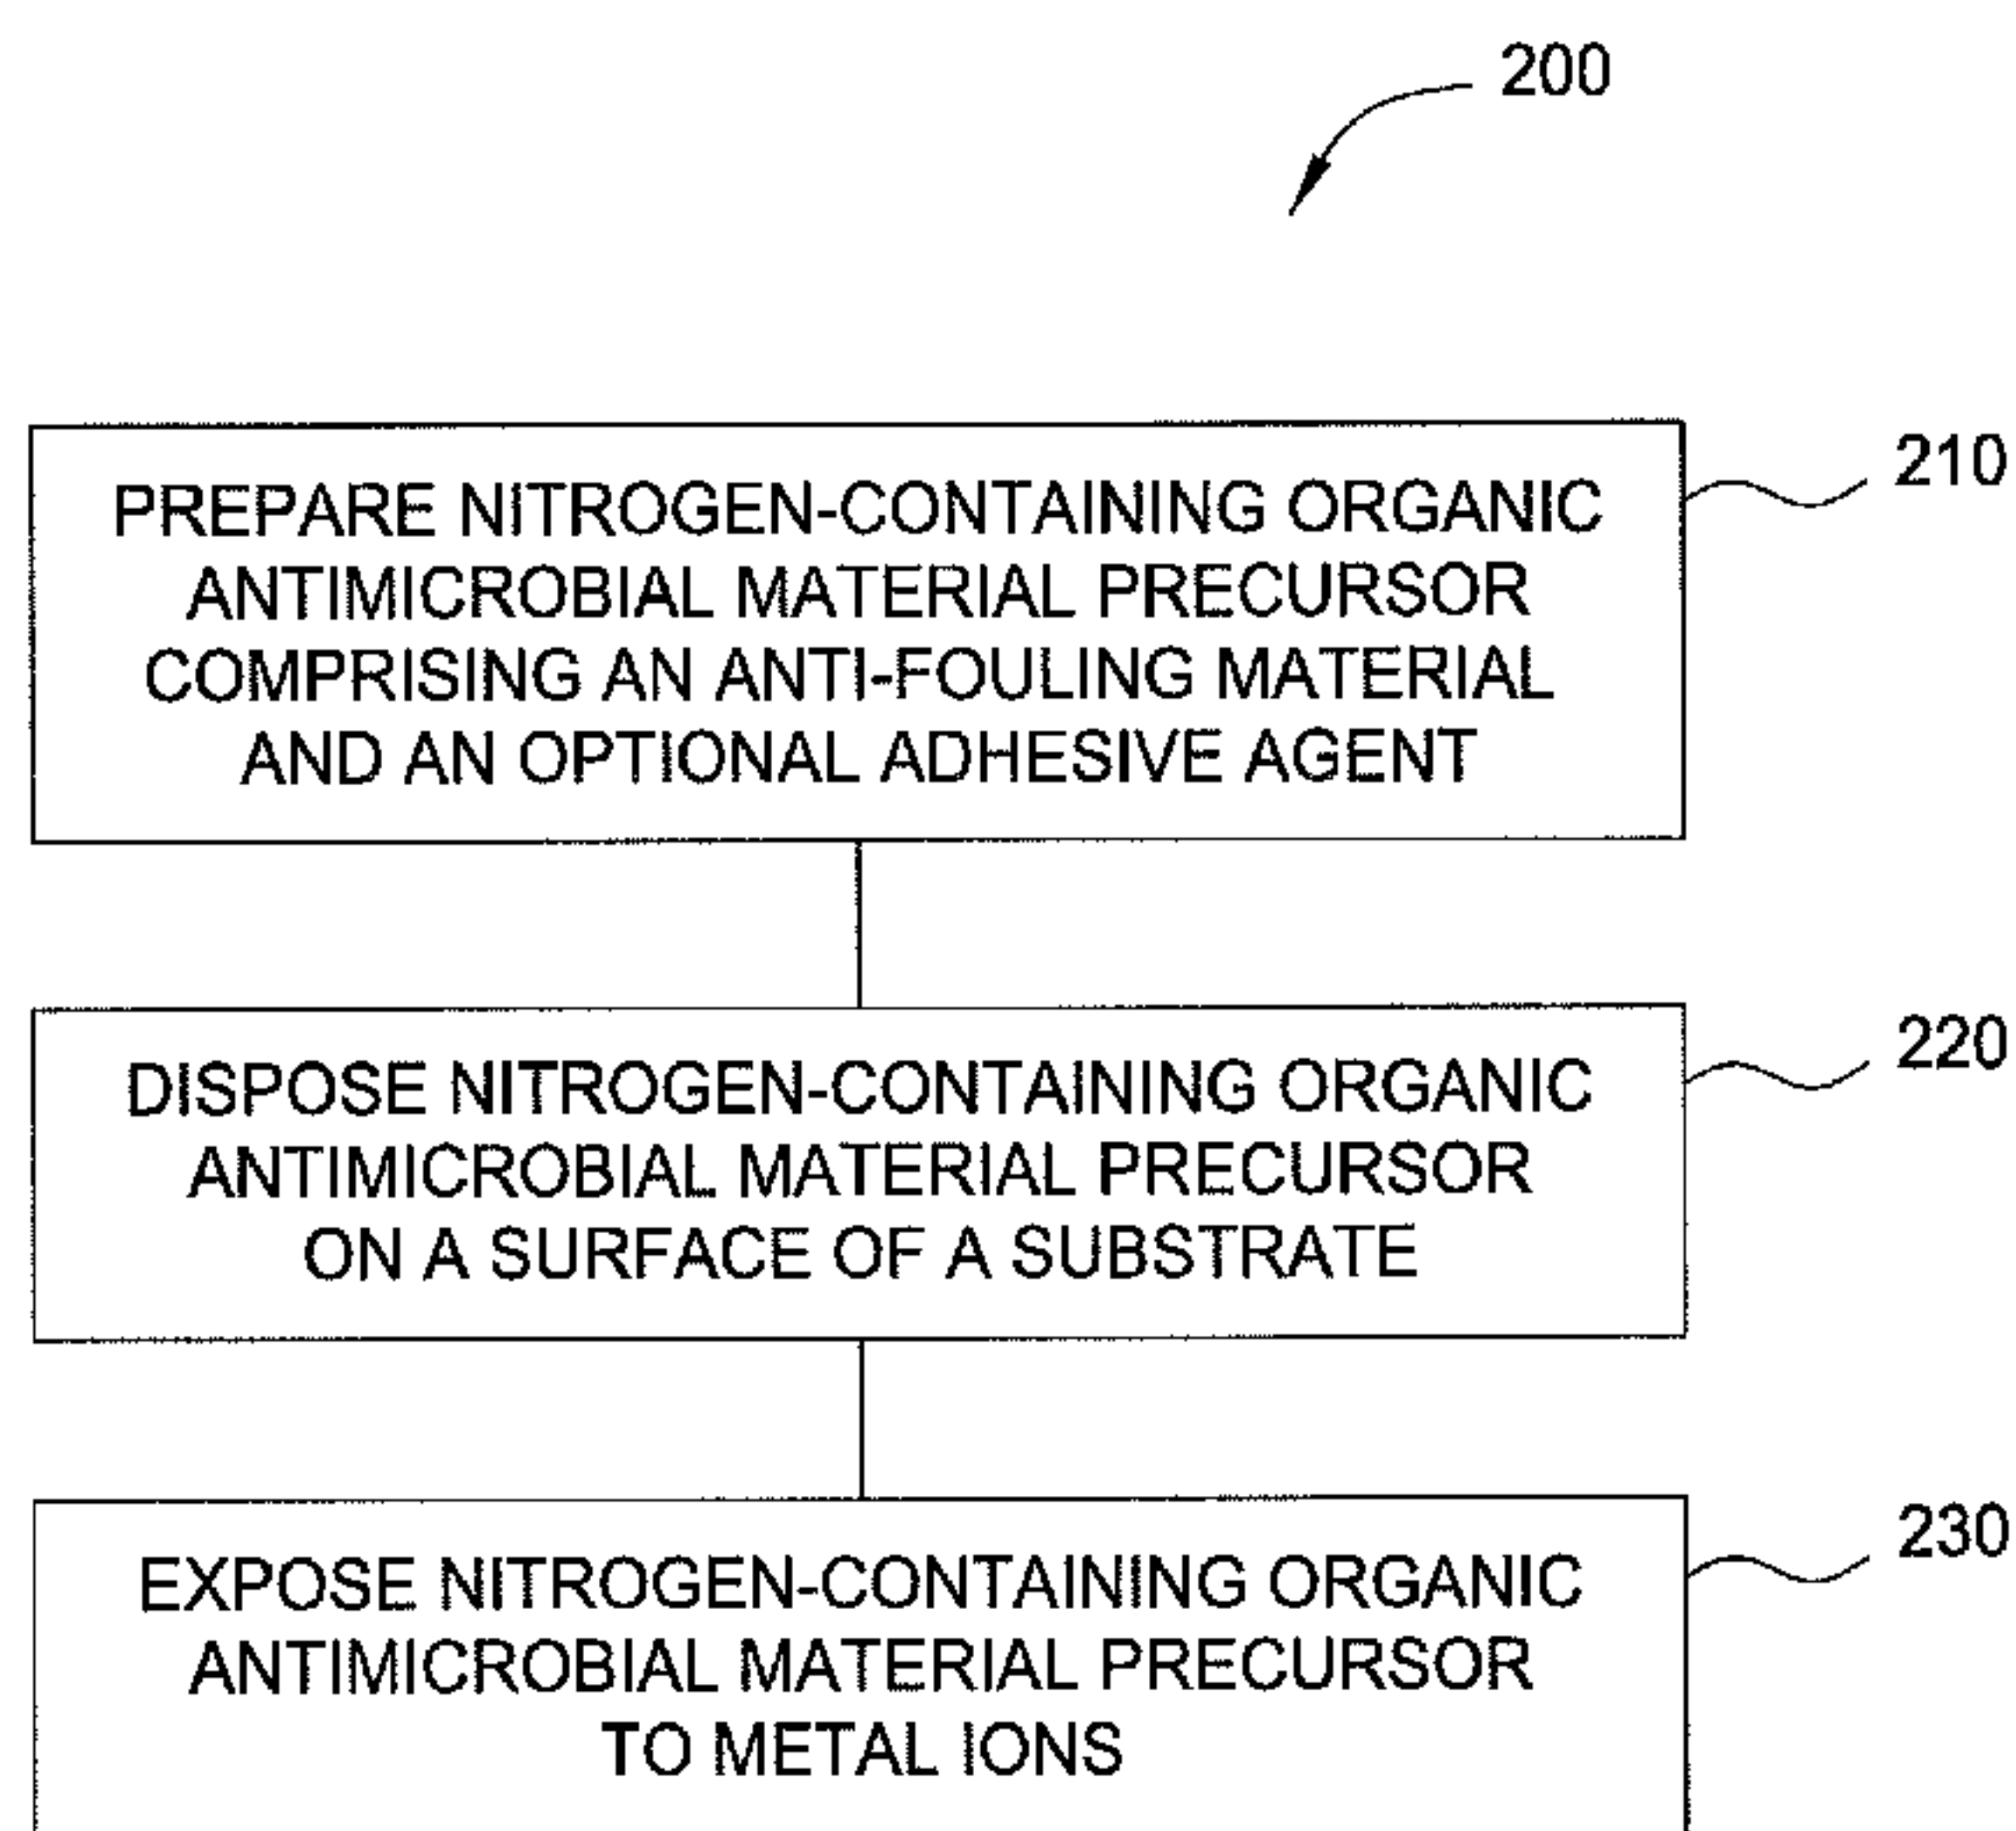 200
PREPARE NITROGEN-CONTAINING ORGANIC
ANTIMICROBIAL MATERIAL PRECURSOR
COMPRISING AN ANTI-FOULING MATERIAL
AND AN OPTIONAL ADHESIVE AGENT
210
DISPOSE NITROGEN-CONTAINING ORGANIC
ANTIMICROBIAL MATERIAL PRECURSOR
ON A SURFACE OF A SUBSTRATE
220
EXPOSE NITROGEN-CONTAINING ORGANIC
ANTIMICROBIAL MATERIAL PRECURSOR
TO METAL IONS
230